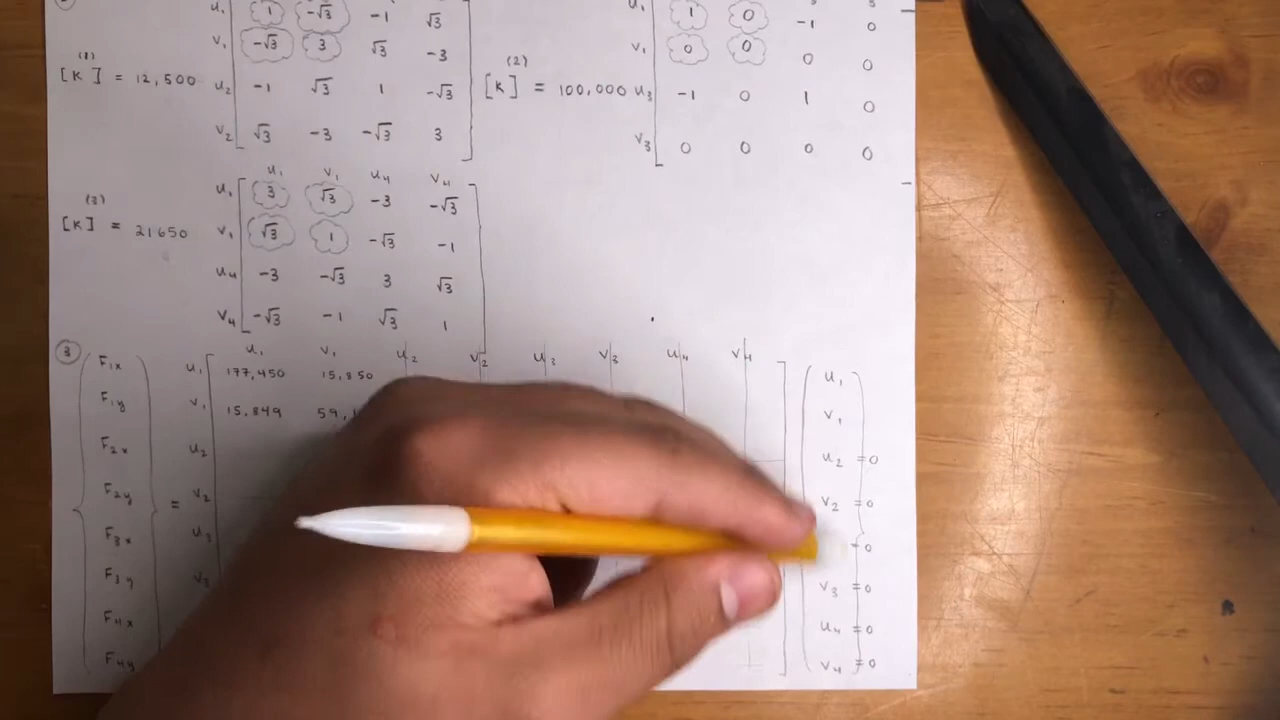 u₁ 1 -√3 -1 √3
v₁ -√3 3 √3 -3
[K]⁽¹⁾ = 12,500
u₂ -1 √3 1 -√3
v₂ √3 -3 -√3 3
u₁ 1 0 -1 0
v₁ 0 0 0 0
[K]⁽²⁾ = 100,000
u₃ -1 0 1 0
v₃ 0 0 0 0
u₁ v₁ u₄ v₄
u₁ 3 √3 -3 -√3
[K]⁽³⁾ = 21650
v₁ √3 1 -√3 -1
u₄ -3 -√3 3 √3
v₄ -√3 -1 √3 1
③
u₁ v₁ u₂ v₂ u₃ v₃ u₄ v₄
F₁ₓ u₁ 177,450 15,850 u₁
F₁y v₁ 15,849 59, v₁
F₂ₓ u₂ u₂ = 0
F₂y = v₂ v₂ = 0
F₃ₓ u₃ = 0
F₃y v₃ v₃ = 0
F₄ₓ u₄ = 0
F₄y v₄ = 0